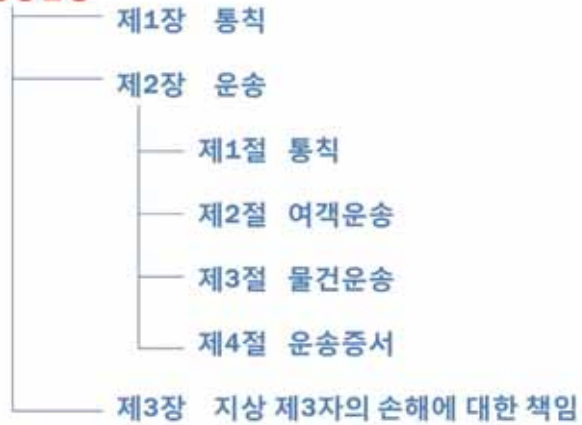 제1장 통칙
제2장 운송
제1절 통칙
제2절 여객운송
제3절 물건운송
제4절 운송증서
제3장 지상 제3자의 손해에 대한 책임